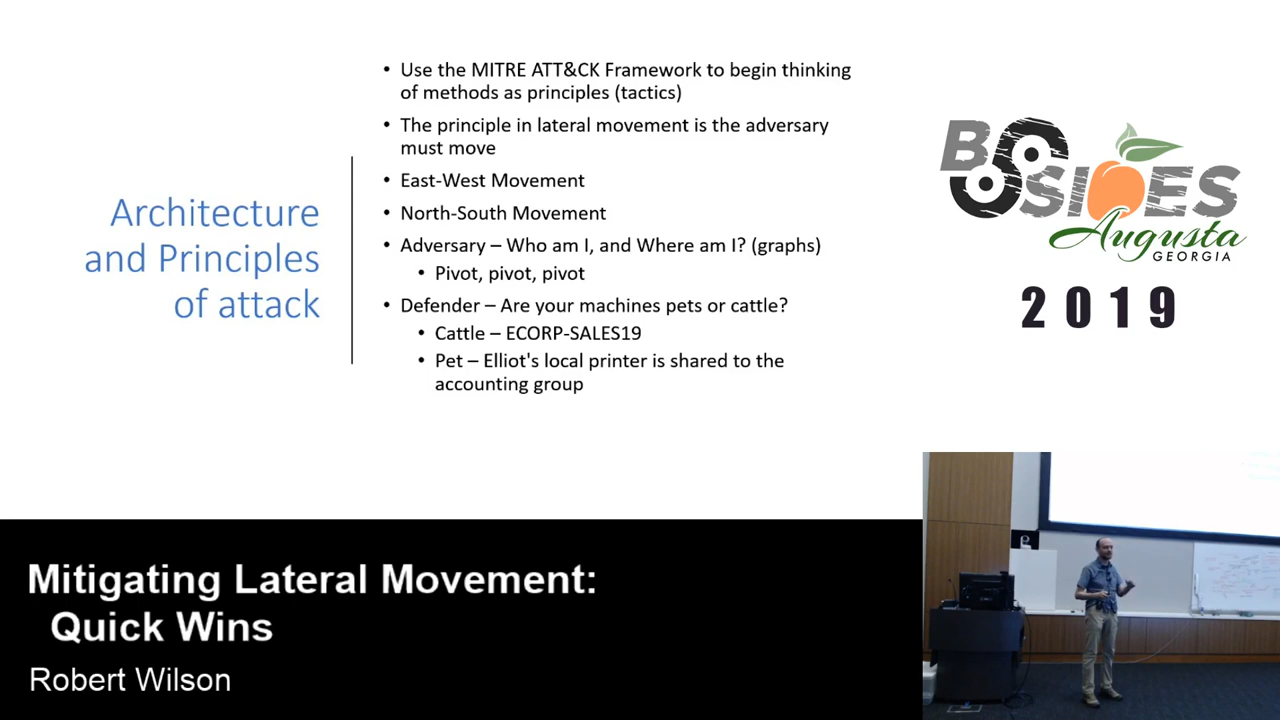 Architecture
and Principles
of attack
• Use the MITRE ATT&CK Framework to begin thinking
of methods as principles (tactics)
• The principle in lateral movement is the adversary
must move
• East-West Movement
• North-South Movement
• Adversary – Who am I, and Where am I? (graphs)
• Pivot, pivot, pivot
• Defender – Are your machines pets or cattle?
• Cattle – ECORP-SALES19
• Pet – Elliot's local printer is shared to the
accounting group
BSIDES
Augusta
GEORGIA
2019
Mitigating Lateral Movement:
Quick Wins
Robert Wilson